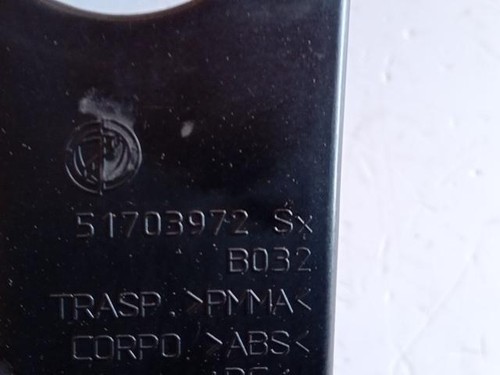 51703972 Sx
B032
TRASP. >PMMA<
CORPO >ABS<